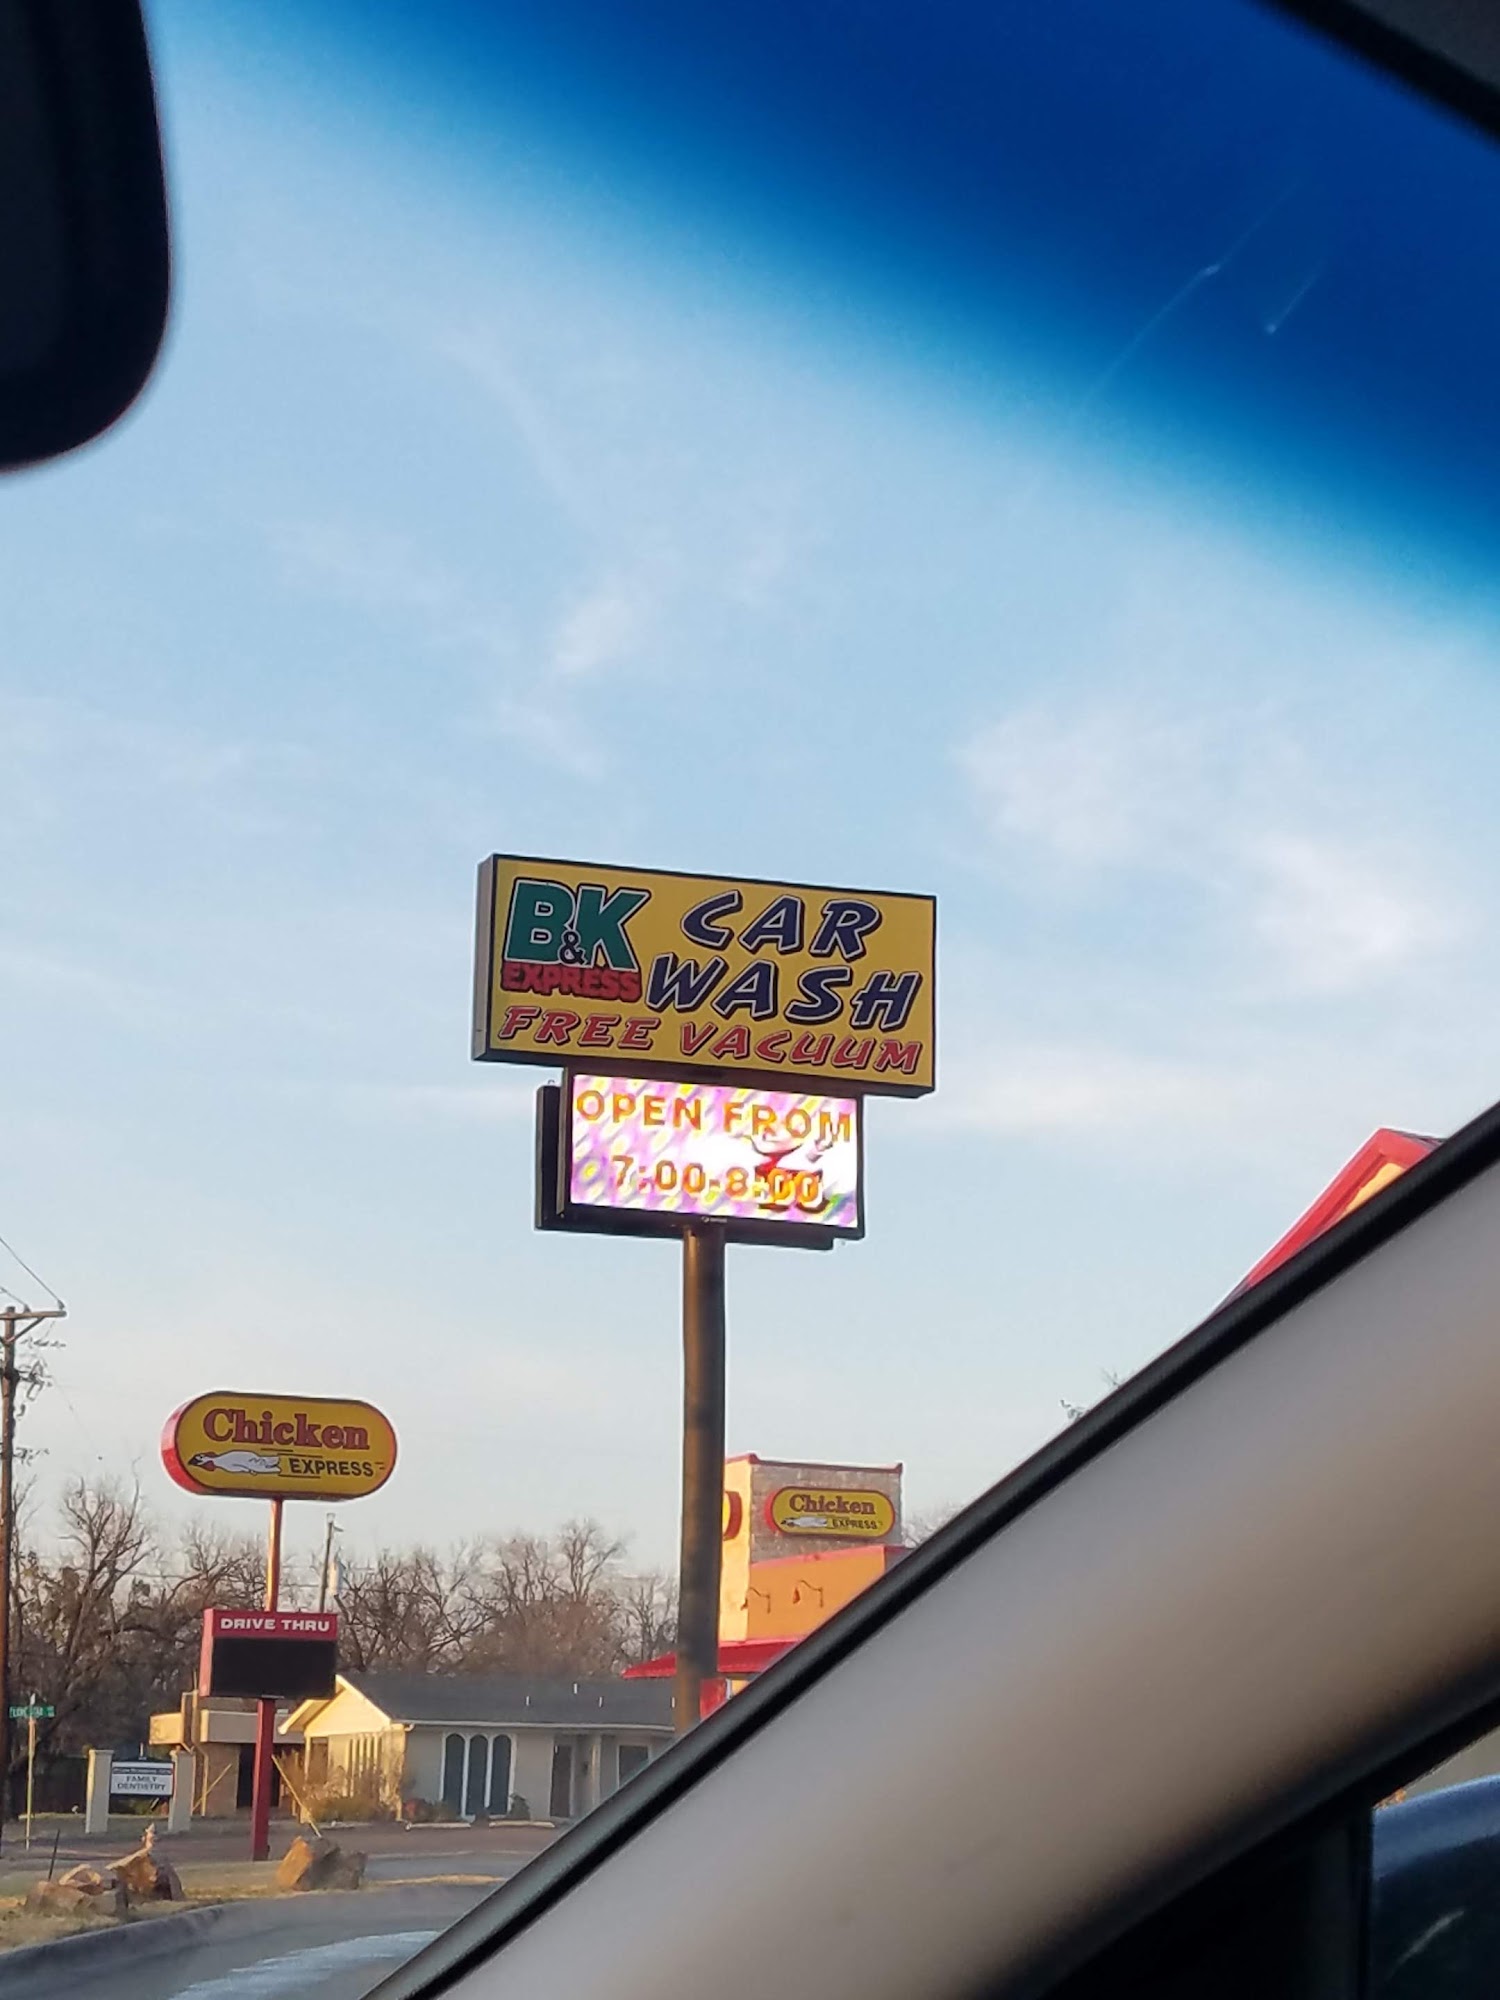 B&K
EXPRESS
CAR
WASH
FREE VACUUM
OPEN FROM
7:00-8:00
Chicken
EXPRESS
DRIVE THRU
Chicken
EXPRESS
FAMILY
DENTISTRY